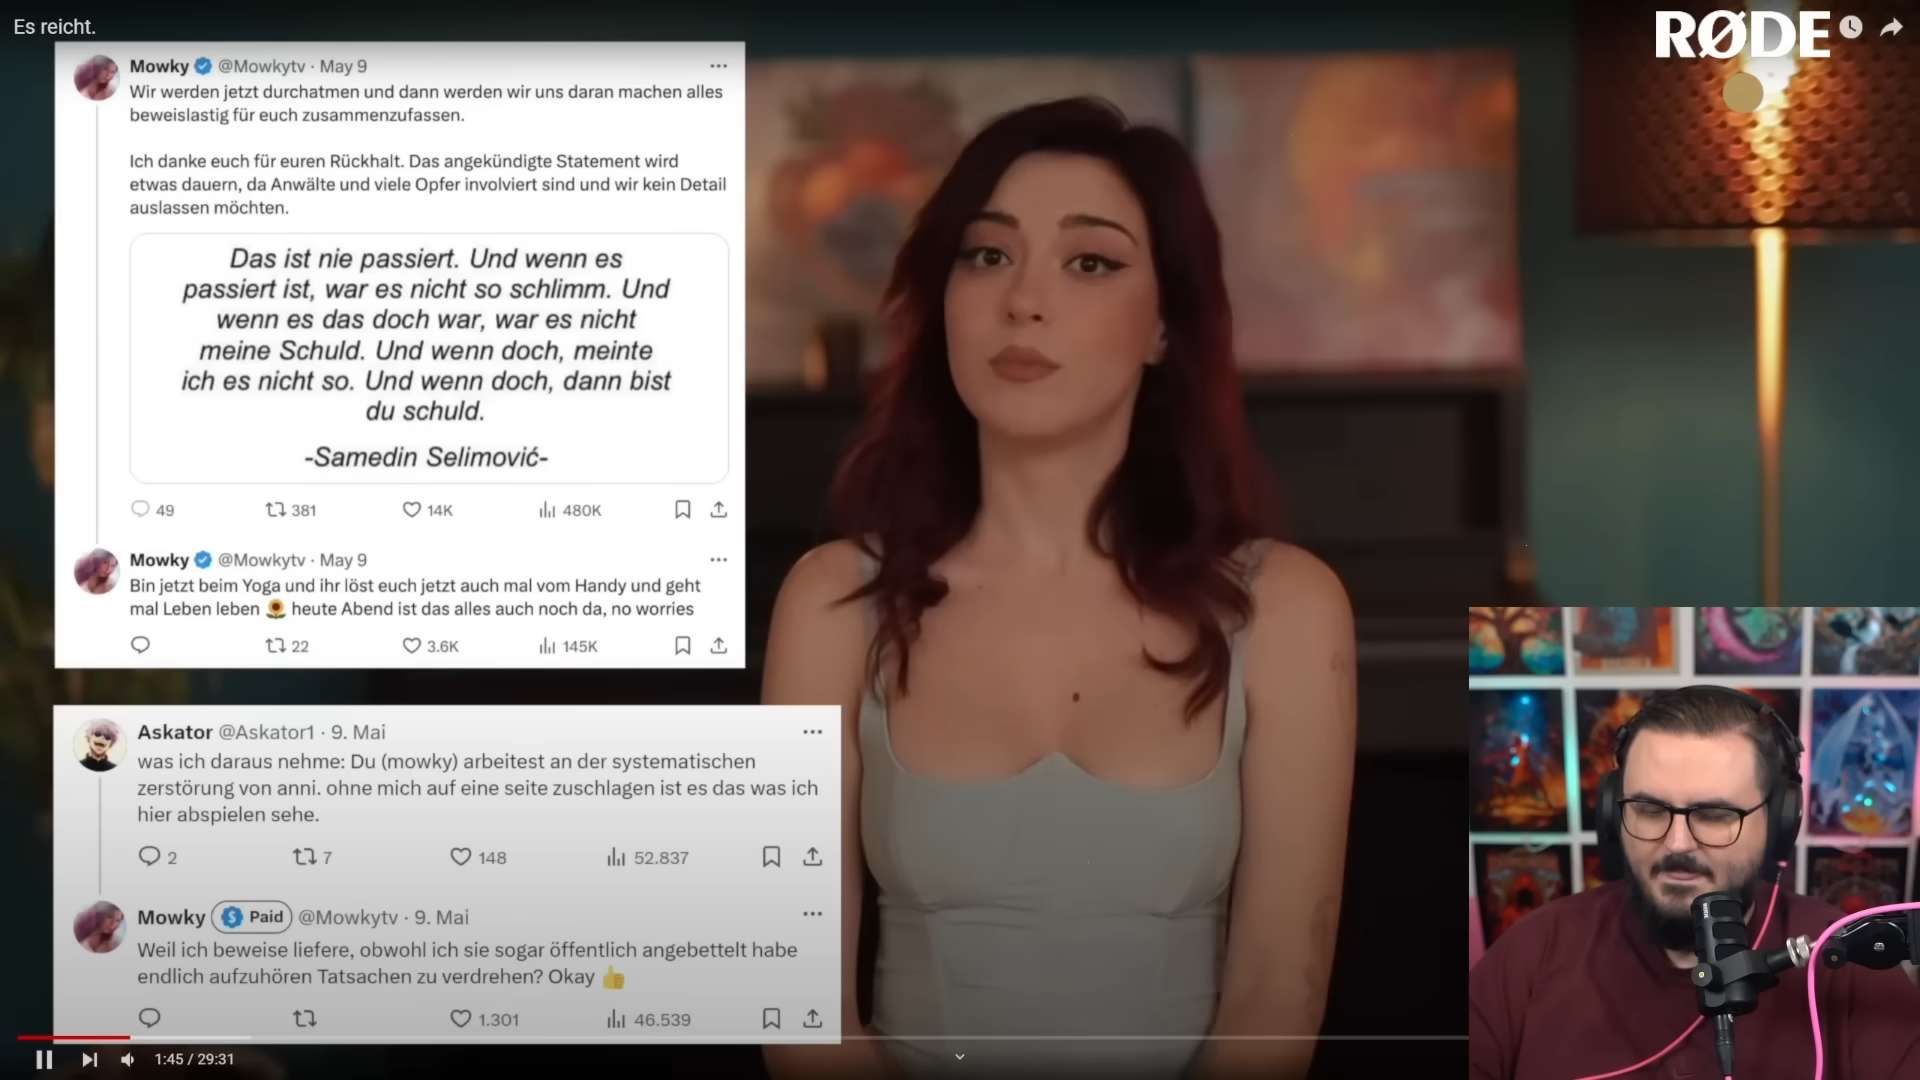 Es reicht.
RØDE
Mowky @Mowkytv · May 9
Wir werden jetzt durchatmen und dann werden wir uns daran machen alles
beweislastig für euch zusammenzufassen.
Ich danke euch für euren Rückhalt. Das angekündigte Statement wird
etwas dauern, da Anwälte und viele Opfer involviert sind und wir kein Detail
auslassen möchten.
Das ist nie passiert. Und wenn es
passiert ist, war es nicht so schlimm. Und
wenn es das doch war, war es nicht
meine Schuld. Und wenn doch, meinte
ich es nicht so. Und wenn doch, dann bist
du schuld.
-Samedin Selimović-
49 381 14K 480K
Mowky @Mowkytv · May 9
Bin jetzt beim Yoga und ihr löst euch jetzt auch mal vom Handy und geht
mal Leben leben 🌻 heute Abend ist das alles auch noch da, no worries
22 3.6K 145K
Askator @Askator1 · 9. Mai
was ich daraus nehme: Du (mowky) arbeitest an der systematischen
zerstörung von anni. ohne mich auf eine seite zuschlagen ist es das was ich
hier abspielen sehe.
2 7 148 52.837
Mowky Paid @Mowkytv · 9. Mai
Weil ich beweise liefere, obwohl ich sie sogar öffentlich angebettelt habe
endlich aufzuhören Tatsachen zu verdrehen? Okay 👍
1.301 46.539
1:45 / 29:31